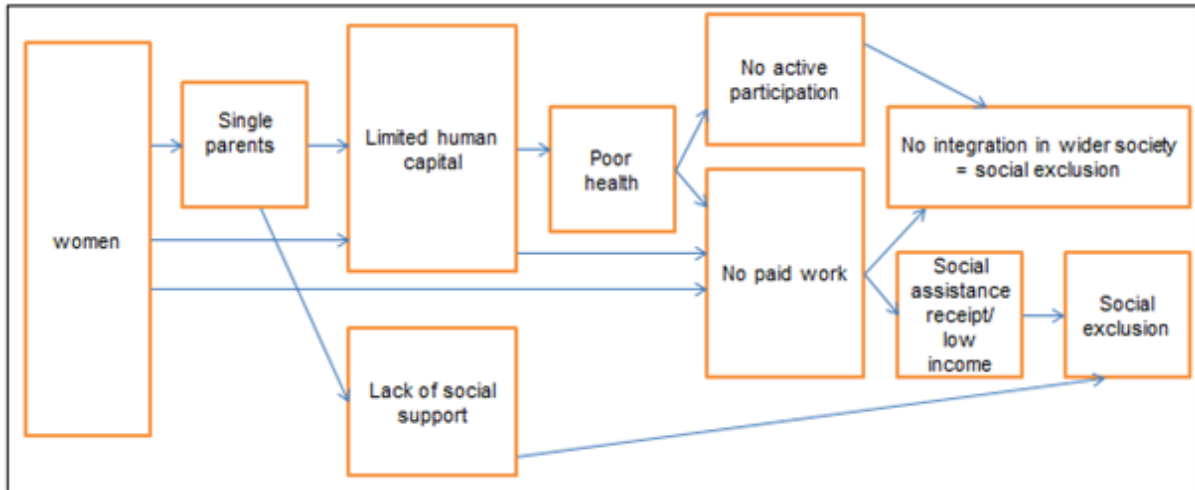 women
Single
parents
Limited human
capital
Lack of social
support
Poor
health
No active
participation
No paid work
No integration in wider society
= social exclusion
Social
assistance
receipt/
low
income
Social
exclusion